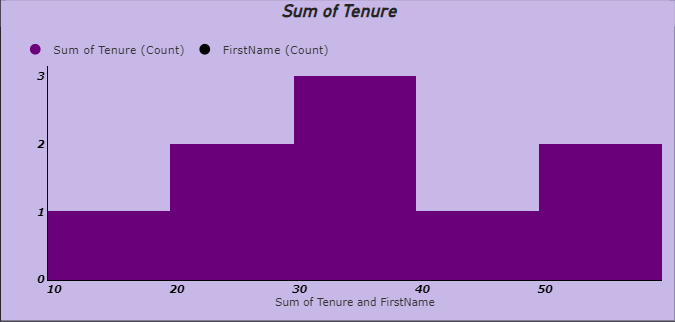 Sum of Tenure
Sum of Tenure (Count) FirstName (Count)
3
2
1
0
10 20 30 40 50
Sum of Tenure and FirstName